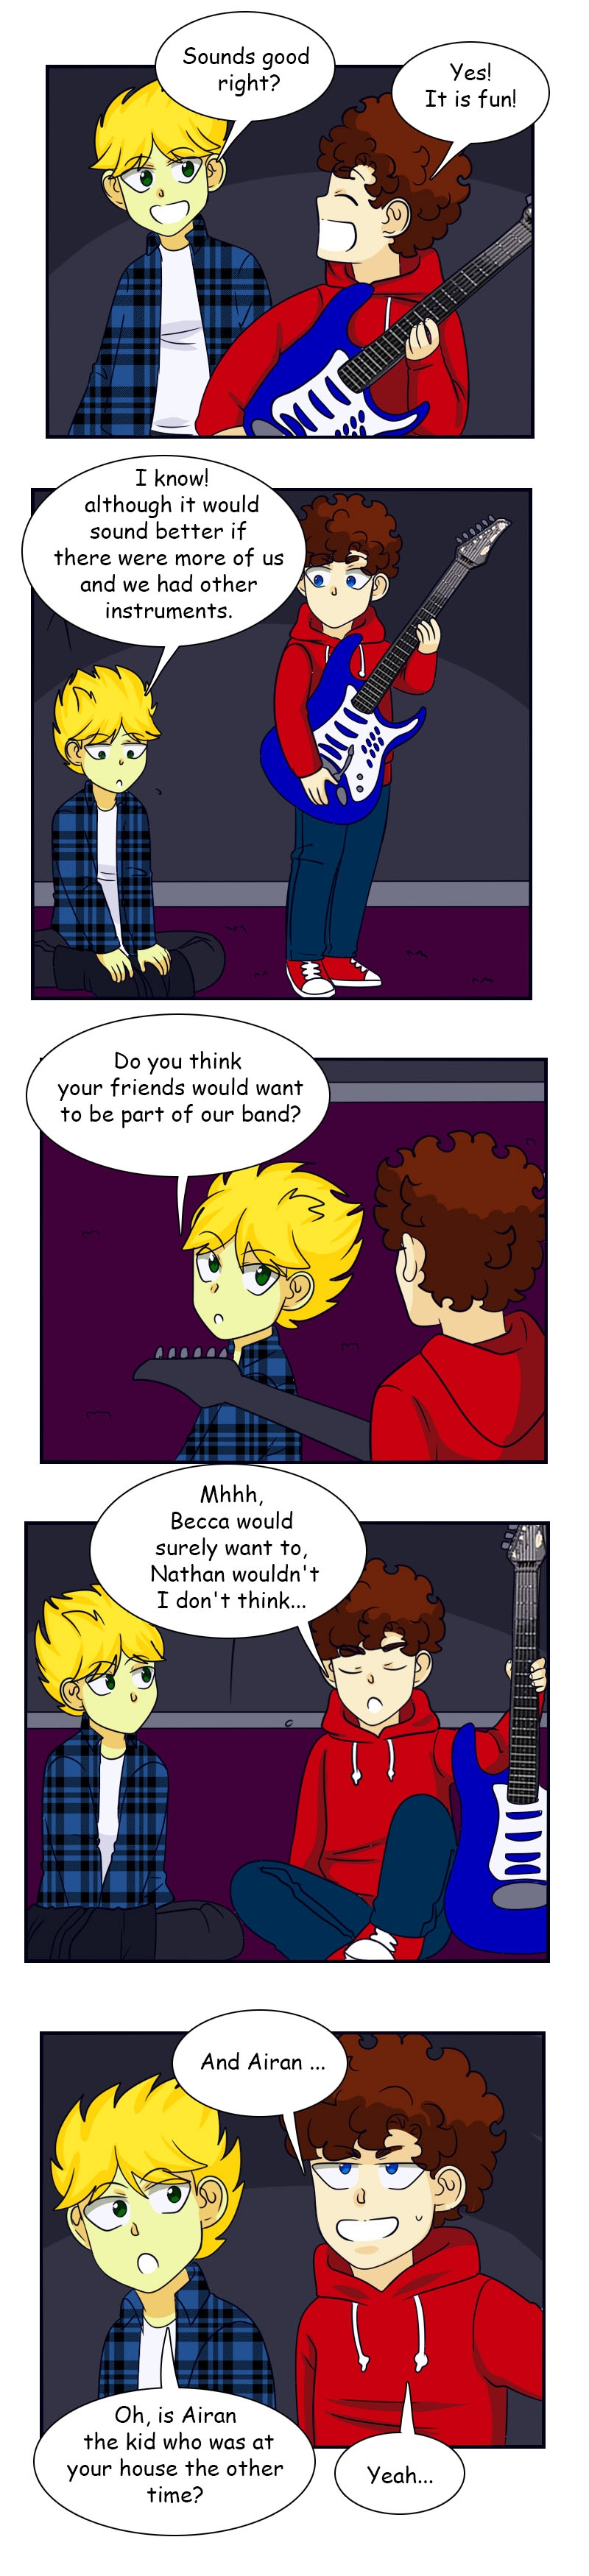 Sounds good
right?
Yes!
It is fun!
I know!
although it would
sound better if
there were more of us
and we had other
instruments.
Do you think
your friends would want
to be part of our band?
Mhhh,
Becca would
surely want to,
Nathan wouldn't
I don't think...
And Airan ...
Oh, is Airan
the kid who was at
your house the other
time?
Yeah...